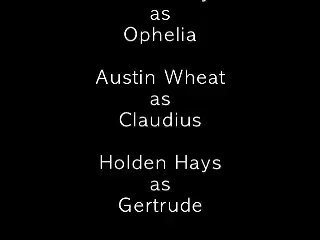 as
Ophelia
Austin Wheat
as
Claudius
Holden Hays
as
Gertrude